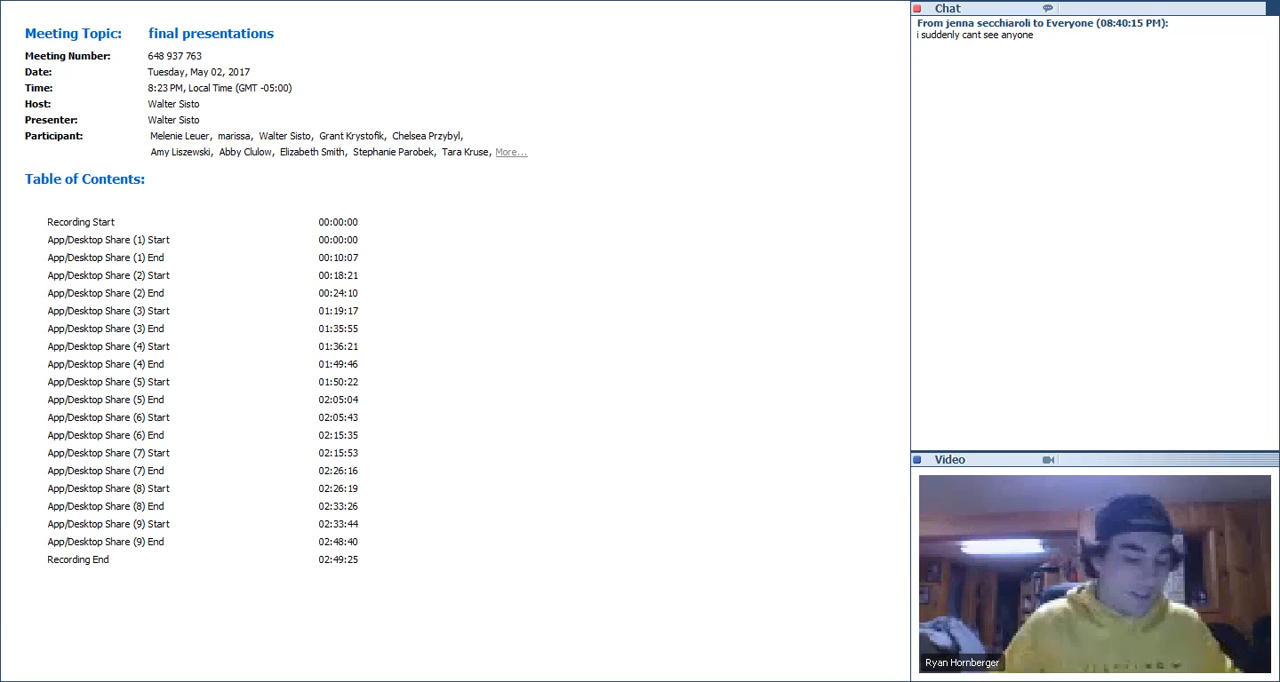 Meeting Topic: final presentations
Meeting Number: 648 937 763
Date: Tuesday, May 02, 2017
Time: 8:23 PM, Local Time (GMT -05:00)
Host: Walter Sisto
Presenter: Walter Sisto
Participant: Melenie Leuer, marissa, Walter Sisto, Grant Krystofik, Chelsea Przybyl,
Amy Liszewski, Abby Clulow, Elizabeth Smith, Stephanie Parobek, Tara Kruse, More...
Table of Contents:
Recording Start 00:00:00
App/Desktop Share (1) Start 00:00:00
App/Desktop Share (1) End 00:10:07
App/Desktop Share (2) Start 00:18:21
App/Desktop Share (2) End 00:24:10
App/Desktop Share (3) Start 01:19:17
App/Desktop Share (3) End 01:35:55
App/Desktop Share (4) Start 01:36:21
App/Desktop Share (4) End 01:49:46
App/Desktop Share (5) Start 01:50:22
App/Desktop Share (5) End 02:05:04
App/Desktop Share (6) Start 02:05:43
App/Desktop Share (6) End 02:15:35
App/Desktop Share (7) Start 02:15:53
App/Desktop Share (7) End 02:26:16
App/Desktop Share (8) Start 02:26:19
App/Desktop Share (8) End 02:33:26
App/Desktop Share (9) Start 02:33:44
App/Desktop Share (9) End 02:48:40
Recording End 02:49:25
Chat
From jenna secchiaroli to Everyone (08:40:15 PM):
i suddenly cant see anyone
Video
Ryan Hornberger